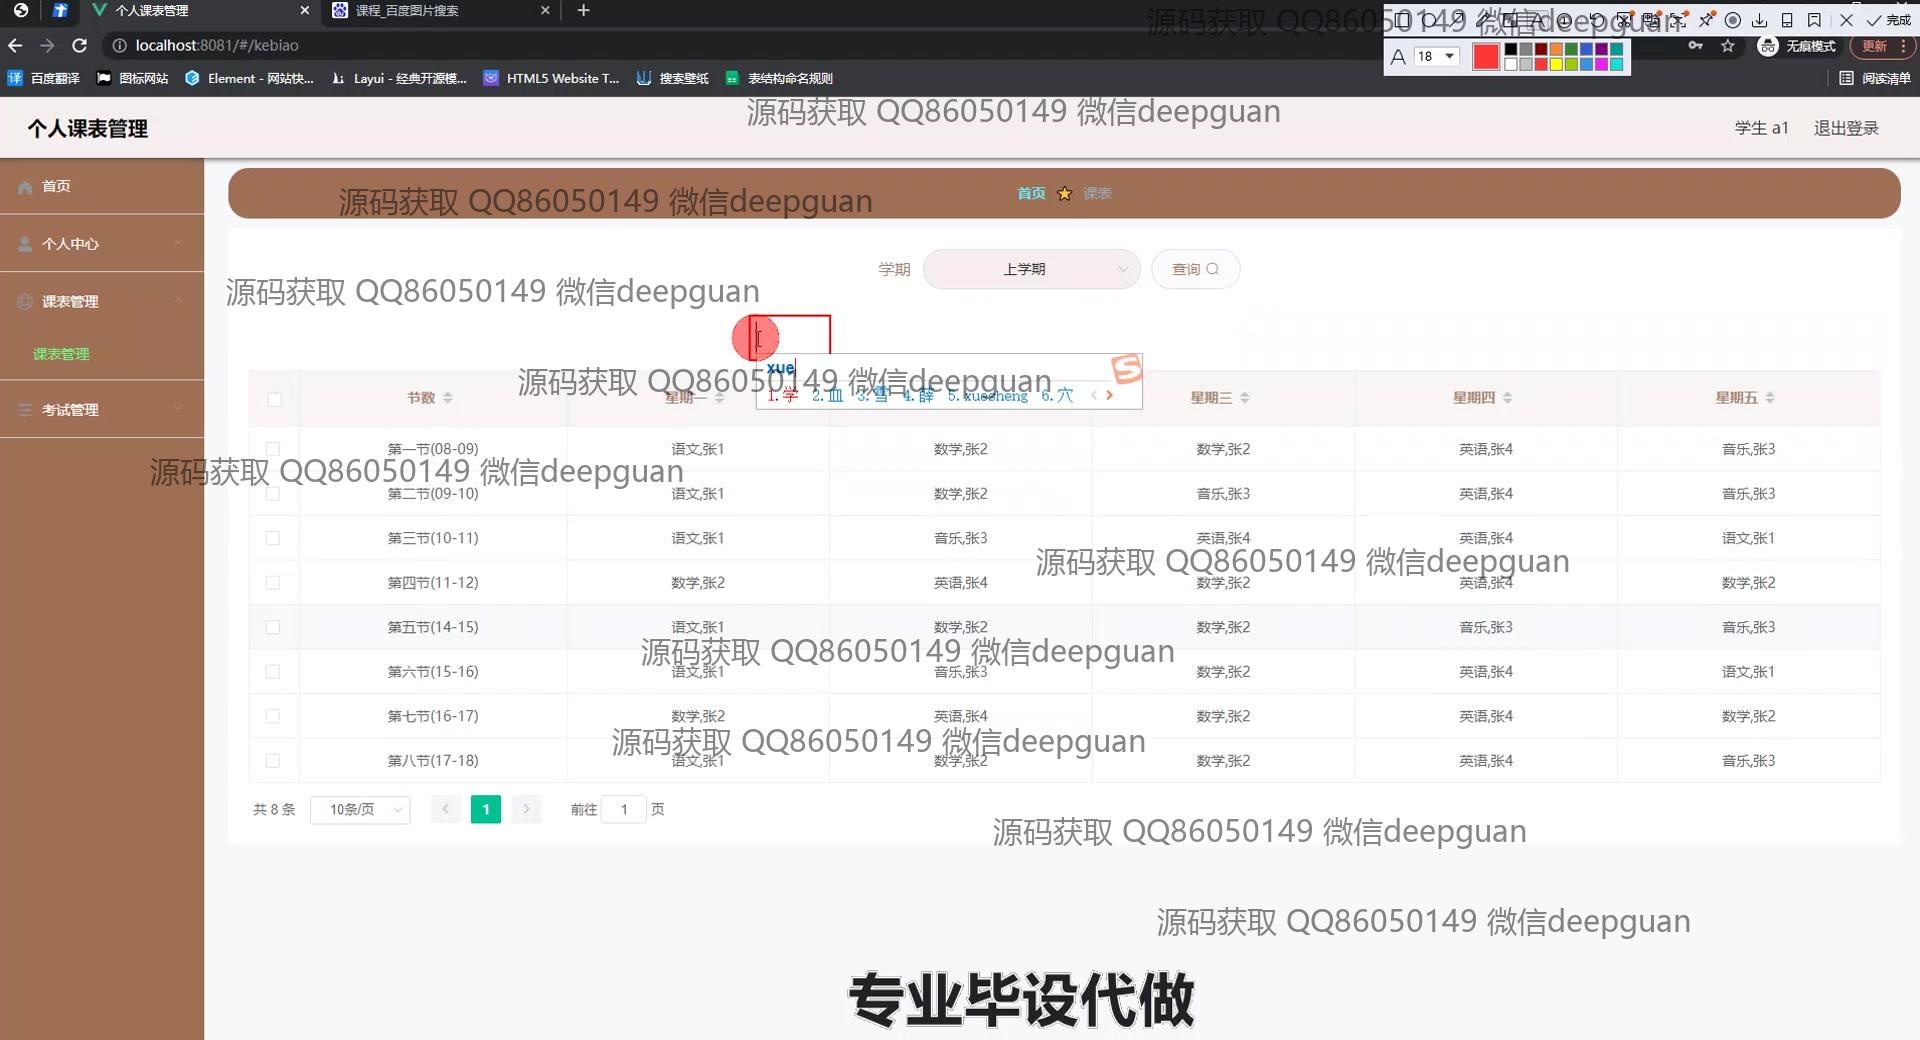 个人课表管理
课程_百度图片搜索
localhost:8081/#/kebiao
无痕模式
更新
完成
A 18
百度翻译 图标网站 Element - 网站快... Layui - 经典开源模... HTML5 Website T... 搜索壁纸 表结构命名规则
阅读清单
源码获取 QQ86050149 微信deepguan
源码获取 QQ86050149 微信deepguan
个人课表管理
学生 a1 退出登录
首页
个人中心
课表管理
课表管理
考试管理
首页 课表
源码获取 QQ86050149 微信deepguan
学期 上学期 查询
源码获取 QQ86050149 微信deepguan
xue
1.学 2.血 3.雪 4.薛 5.xuesheng 6.穴
源码获取 QQ86050149 微信deepguan
节数 星期一 星期三 星期四 星期五
第一节(08-09) 语文,张1 数学,张2 数学,张2 英语,张4 音乐,张3
源码获取 QQ86050149 微信deepguan
第二节(09-10) 语文,张1 数学,张2 音乐,张3 英语,张4 音乐,张3
第三节(10-11) 语文,张1 音乐,张3 英语,张4 英语,张4 语文,张1
源码获取 QQ86050149 微信deepguan
第四节(11-12) 数学,张2 英语,张4 数学,张2 英语,张4 数学,张2
第五节(14-15) 语文,张1 数学,张2 数学,张2 音乐,张3 音乐,张3
源码获取 QQ86050149 微信deepguan
第六节(15-16) 语文,张1 音乐,张3 数学,张2 英语,张4 语文,张1
第七节(16-17) 数学,张2 英语,张4 数学,张2 英语,张4 数学,张2
源码获取 QQ86050149 微信deepguan
第八节(17-18) 语文,张1 数学,张2 数学,张2 英语,张4 音乐,张3
共 8 条 10条/页 1 前往 1 页
源码获取 QQ86050149 微信deepguan
源码获取 QQ86050149 微信deepguan
专业毕设代做